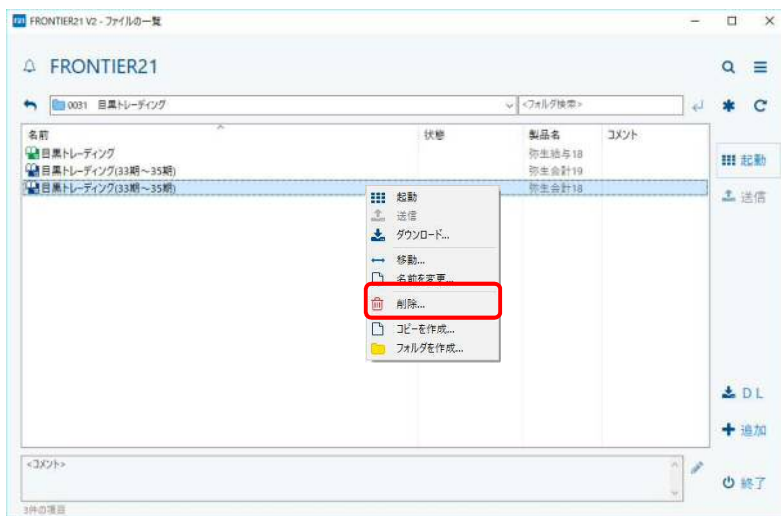 F21 FRONTIER21 V2 - ファイルの一覧
FRONTIER21
0031 目黒トレーディング
<フォルダ検索>
名前 状態 製品名 コメント
目黒トレーディング 弥生給与18
目黒トレーディング(33期～35期) 弥生会計19
目黒トレーディング(33期～35期) 弥生会計18
起動
送信
起動
送信
ダウンロード...
移動...
名前を変更...
削除...
コピーを作成...
フォルダを作成...
DL
追加
<コメント>
終了
3件の項目